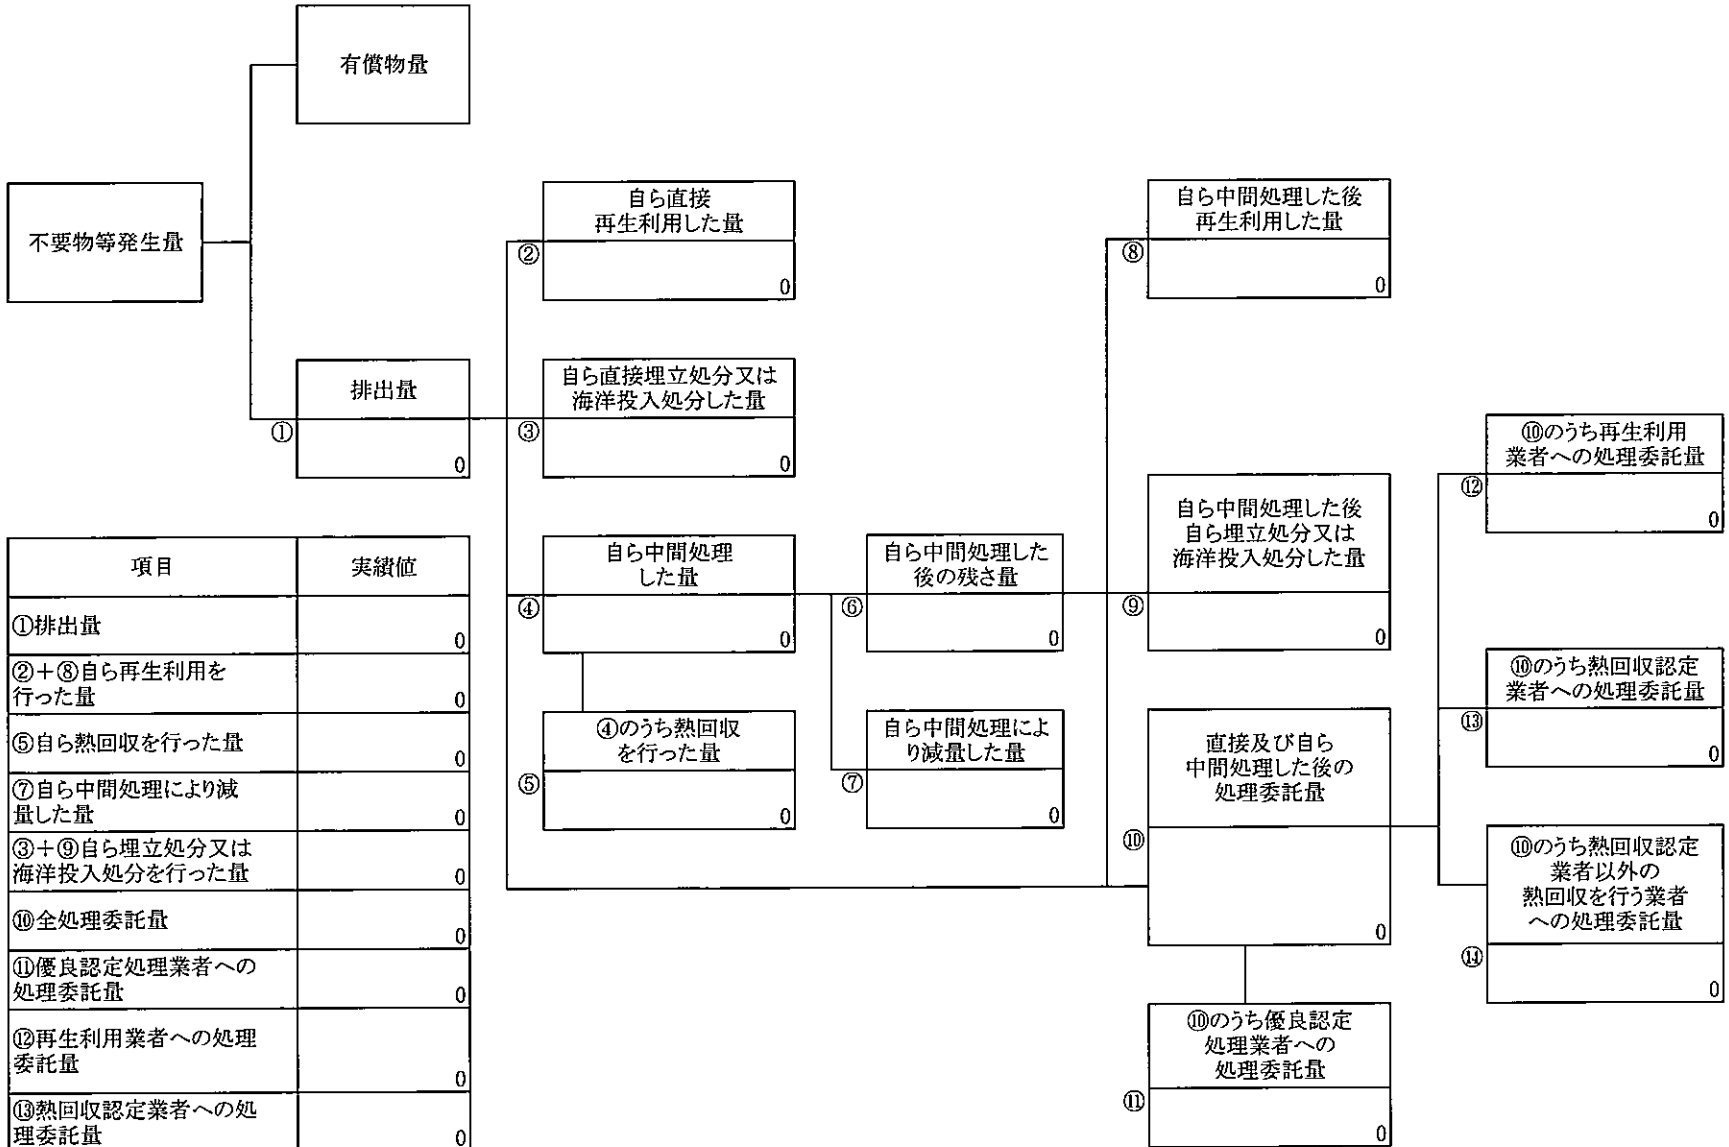 有償物量
不要物等発生量
自ら直接
再生利用した量
②
0
自ら中間処理した後
再生利用した量
⑧
0
排出量
①
0
自ら直接埋立処分又は
海洋投入処分した量
③
0
⑩のうち再生利用
業者への処理委託量
⑫
0
自ら中間処理した後
自ら埋立処分又は
海洋投入処分した量
⑨
0
自ら中間処理
した量
④
0
自ら中間処理した
後の残さ量
⑥
0
④のうち熱回収
を行った量
⑤
0
自ら中間処理によ
り減量した量
⑦
0
⑩のうち熱回収認定
業者への処理委託量
⑬
0
直接及び自ら
中間処理した後の
処理委託量
⑩
0
⑩のうち熱回収認定
業者以外の
熱回収を行う業者
への処理委託量
⑭
0
⑩のうち優良認定
処理業者への
処理委託量
⑪
0
項目 実績値
①排出量
0
②+⑧自ら再生利用を
行った量
0
⑤自ら熱回収を行った量
0
⑦自ら中間処理により減
量した量
0
③+⑨自ら埋立処分又は
海洋投入処分を行った量
0
⑩全処理委託量
0
⑪優良認定処理業者への
処理委託量
0
⑫再生利用業者への処理
委託量
0
⑬熱回収認定業者への処
理委託量
0